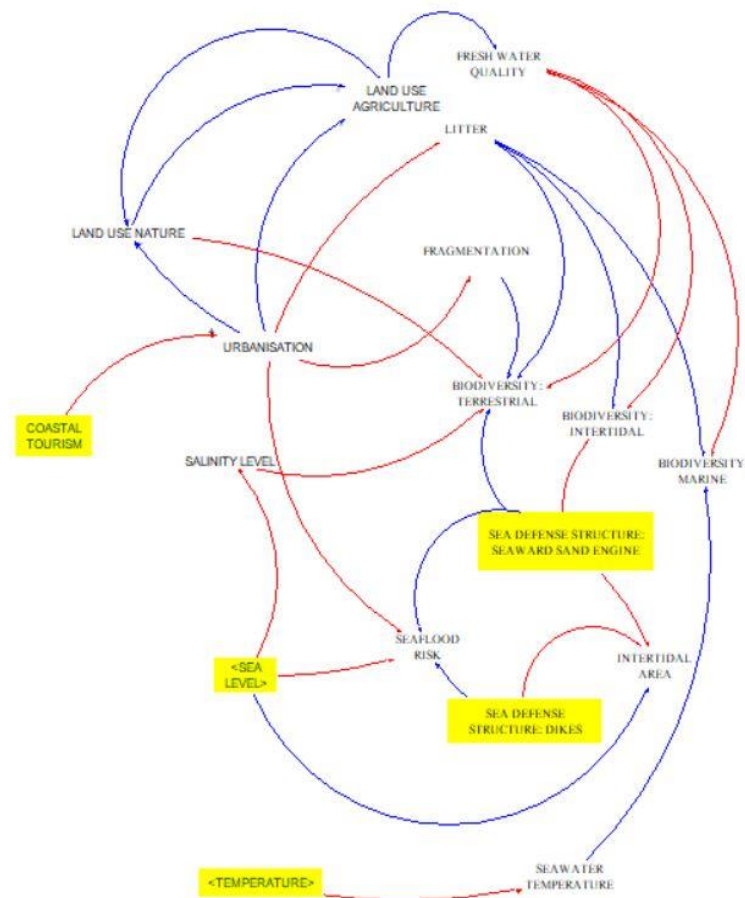 FRESH WATER
QUALITY
LAND USE
AGRICULTURE
LITTER
LAND USE NATURE
FRAGMENTATION
URBANISATION
BIODIVERSITY:
TERRESTRIAL
BIODIVERSITY:
INTERTIDAL
COASTAL
TOURISM
SALINITY LEVEL
BIODIVERSITY
MARINE
SEA DEFENSE STRUCTURE:
SEAWARD SAND ENGINE
SEAFLOOD
RISK
INTERTIDAL
AREA
<SEA
LEVEL>
SEA DEFENSE
STRUCTURE: DIKES
SEAWATER
TEMPERATURE
<TEMPERATURE>